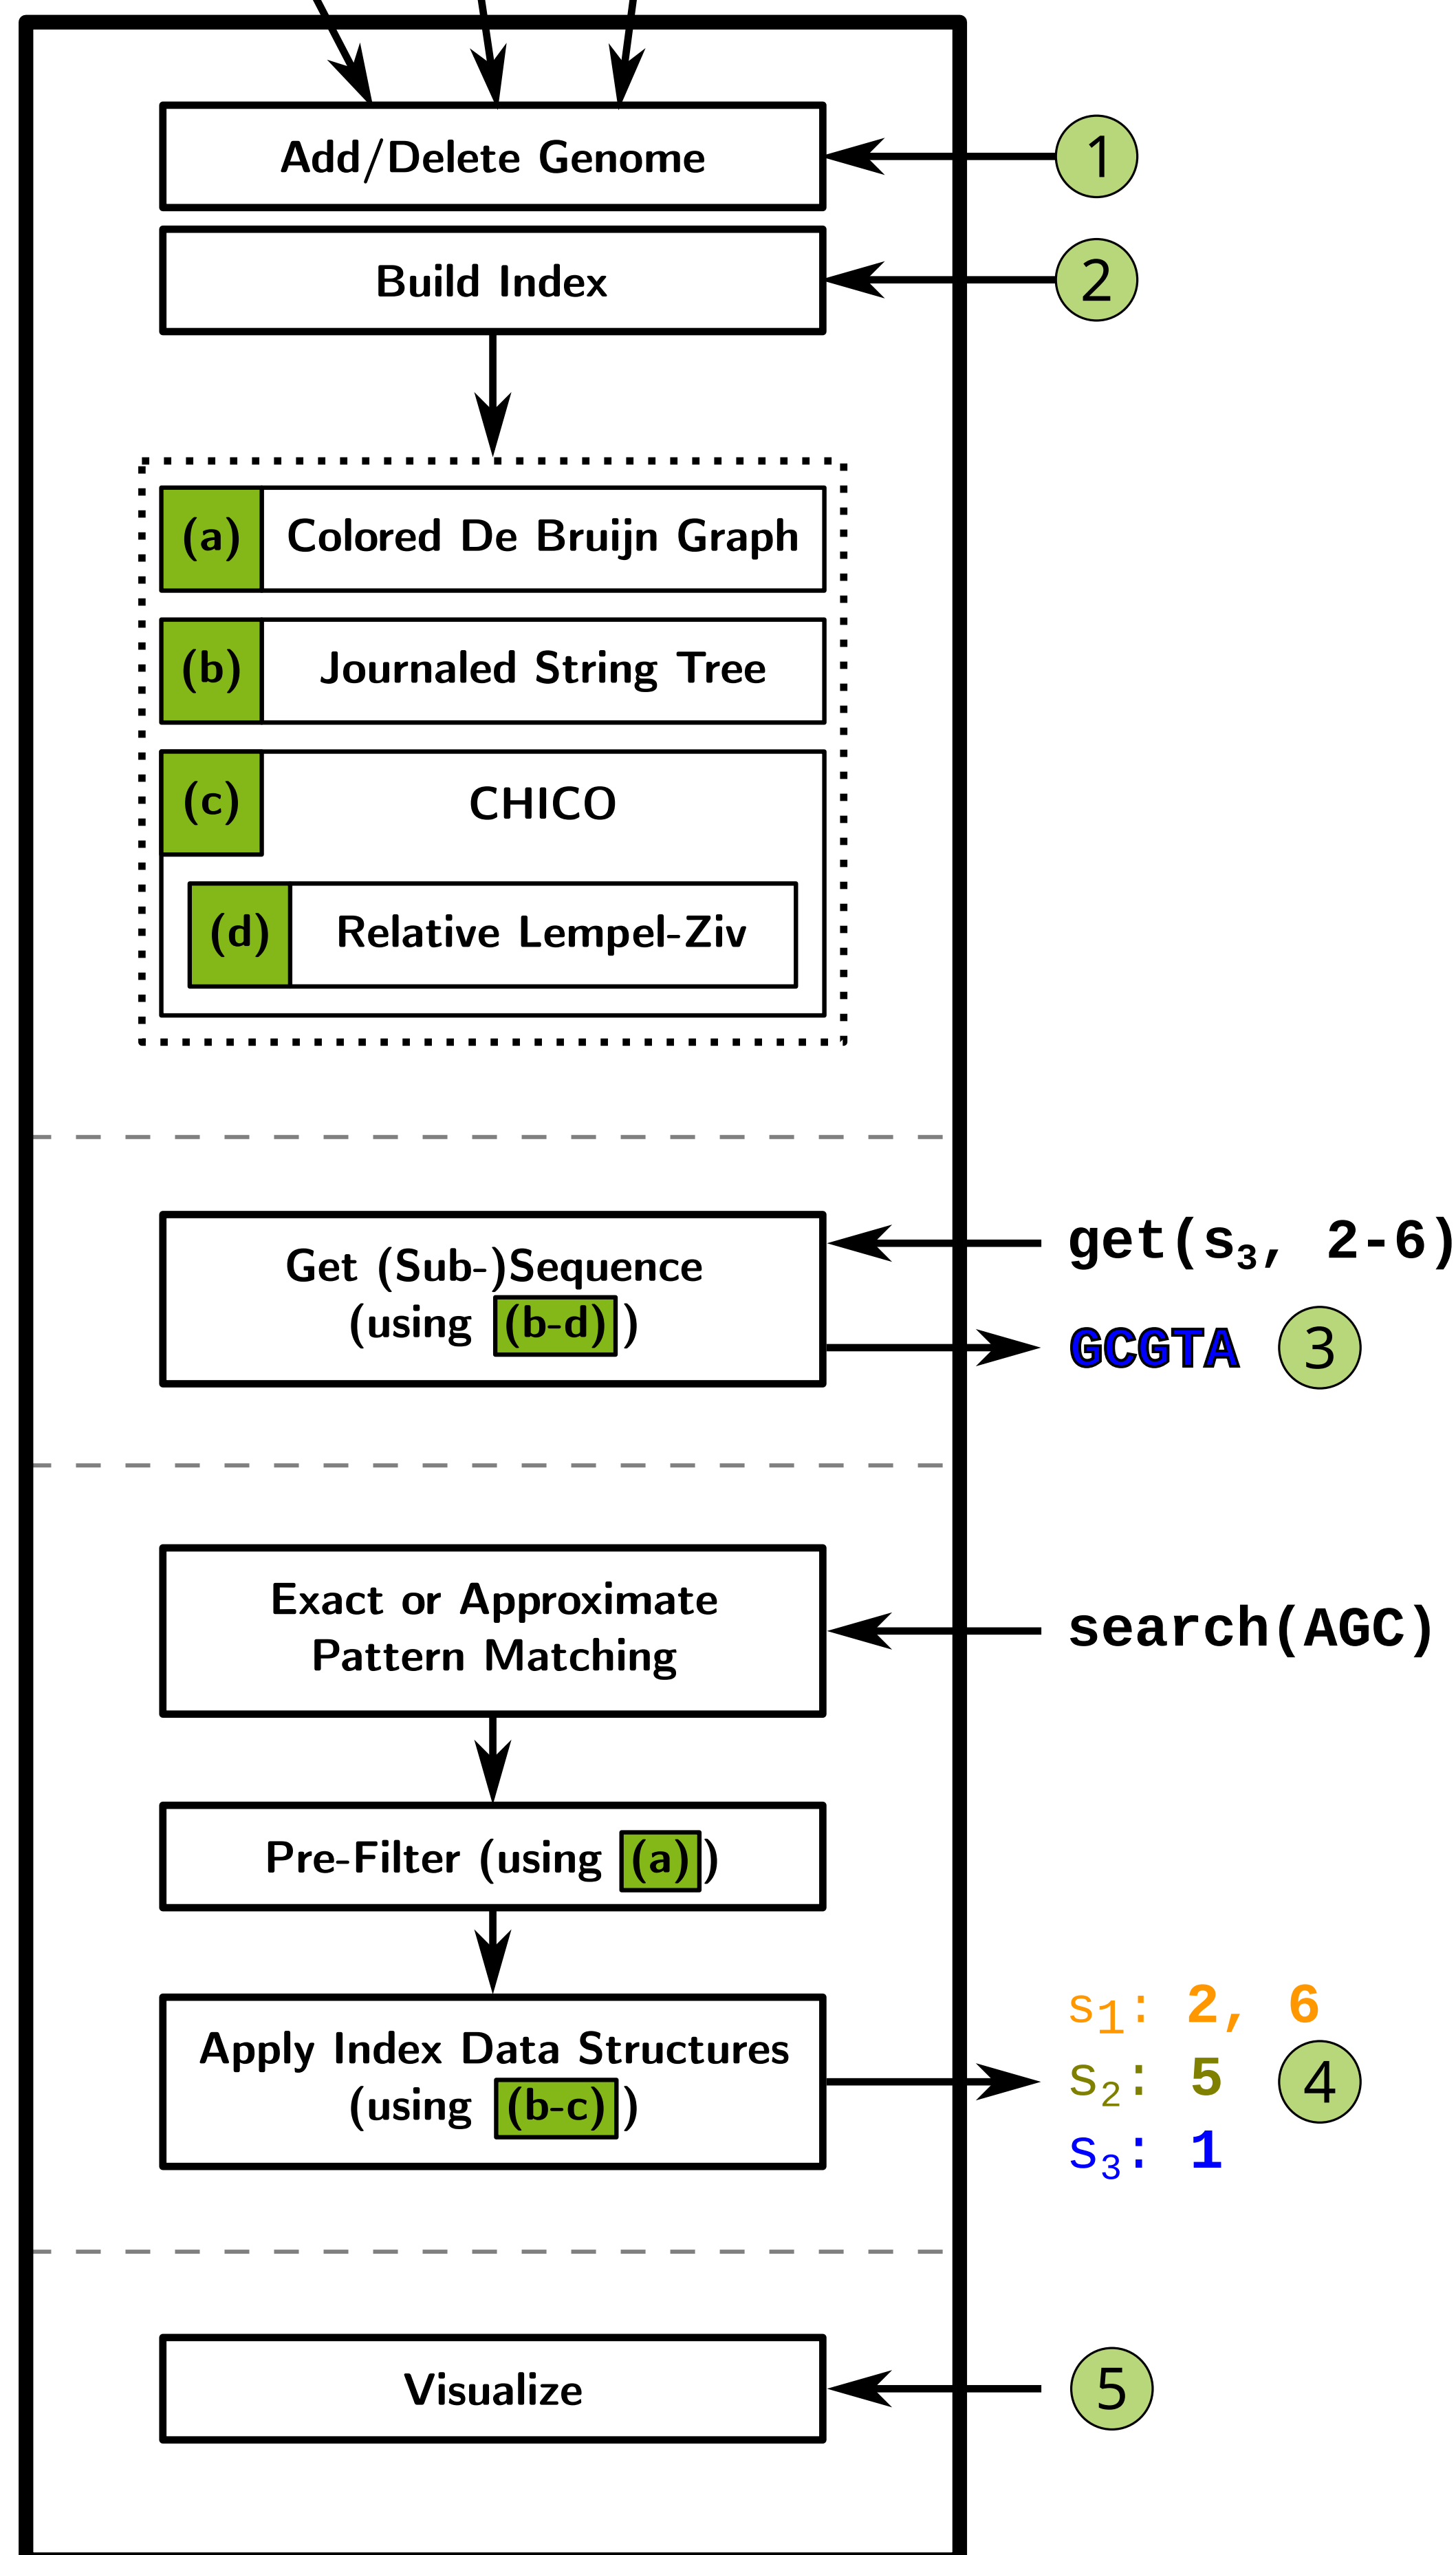 Add/Delete Genome
1
Build Index
2
(a) Colored De Bruijn Graph
(b) Journaled String Tree
(c) CHICO
(d) Relative Lempel-Ziv
get(s₃, 2-6)
Get (Sub-)Sequence
(using (b-d))
GCGTA 3
Exact or Approximate
Pattern Matching
search(AGC)
Pre-Filter (using (a))
Apply Index Data Structures
(using (b-c))
s₁: 2, 6
s₂: 5
4
s₃: 1
Visualize
5